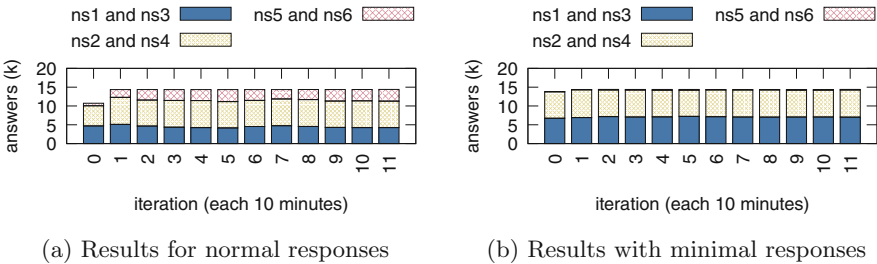 ns1 and ns3
ns5 and ns6
ns2 and ns4
20
15
10
5
0
answers (k)
0 1 2 3 4 5 6 7 8 9 10 11
iteration (each 10 minutes)
(a) Results for normal responses
ns1 and ns3
ns5 and ns6
ns2 and ns4
20
15
10
5
0
answers (k)
0 1 2 3 4 5 6 7 8 9 10 11
iteration (each 10 minutes)
(b) Results with minimal responses